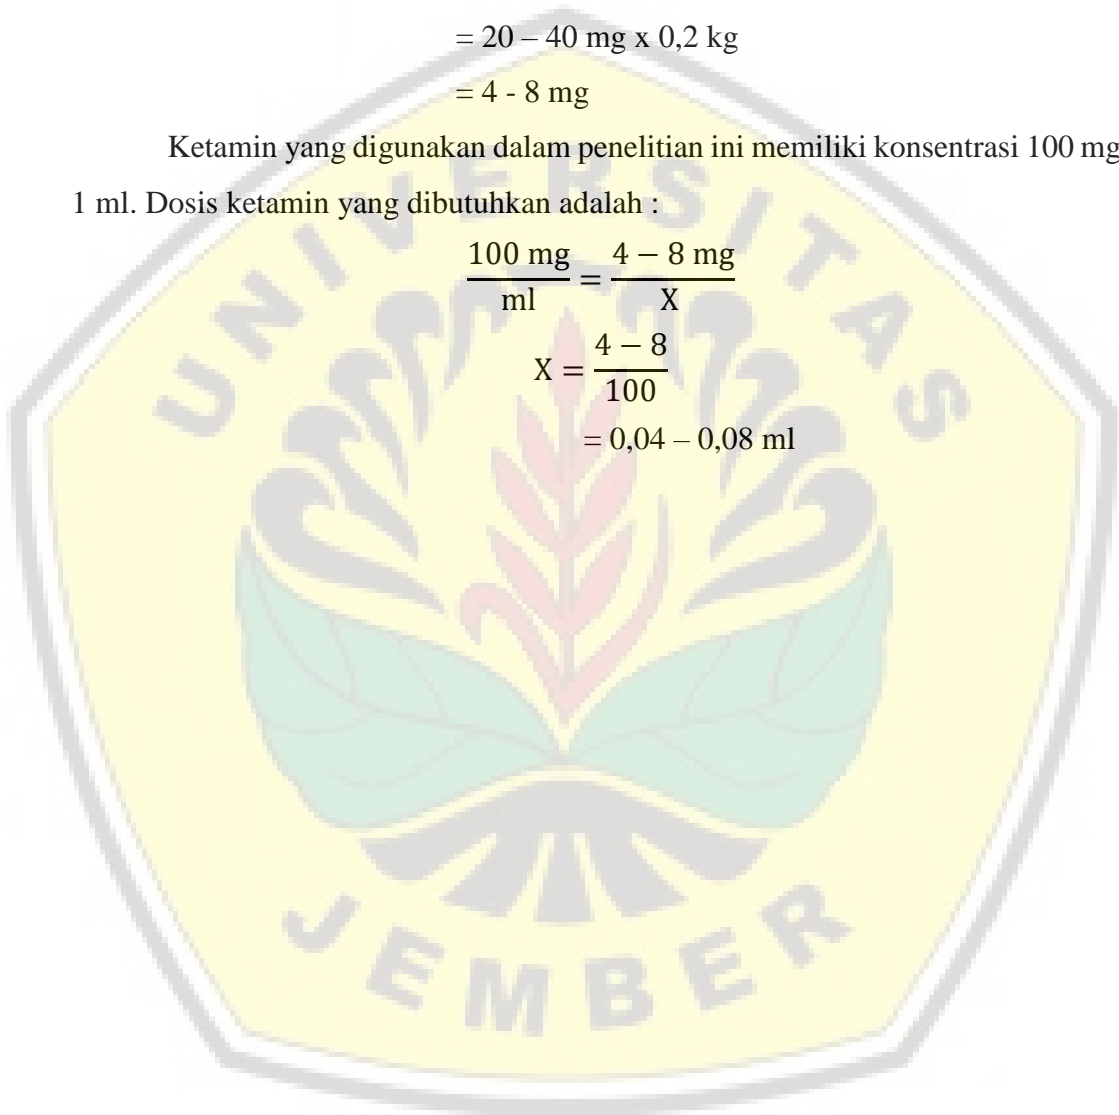 = 20 – 40 mg x 0,2 kg
= 4 - 8 mg
Ketamin yang digunakan dalam penelitian ini memiliki konsentrasi 100 mg
1 ml. Dosis ketamin yang dibutuhkan adalah :
100 mg / ml = 4 – 8 mg / X
X = 4 – 8 / 100
= 0,04 – 0,08 ml
UNIVERSITAS
JEMBER